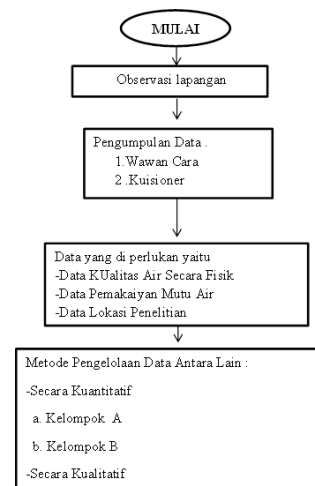 MULAI
Observasi lapangan
Pengumpulan Data .
1.Wawan Cara
2 .Kuisioner
Data yang di perlukan yaitu
-Data KUalitas Air Secara Fisik
-Data Pemakaiyan Mutu Air
-Data Lokasi Penelitian
Metode Pengelolaan Data Antara Lain :
-Secara Kuantitatif
a. Kelompok A
b. Kelompok B
-Secara Kualitatif